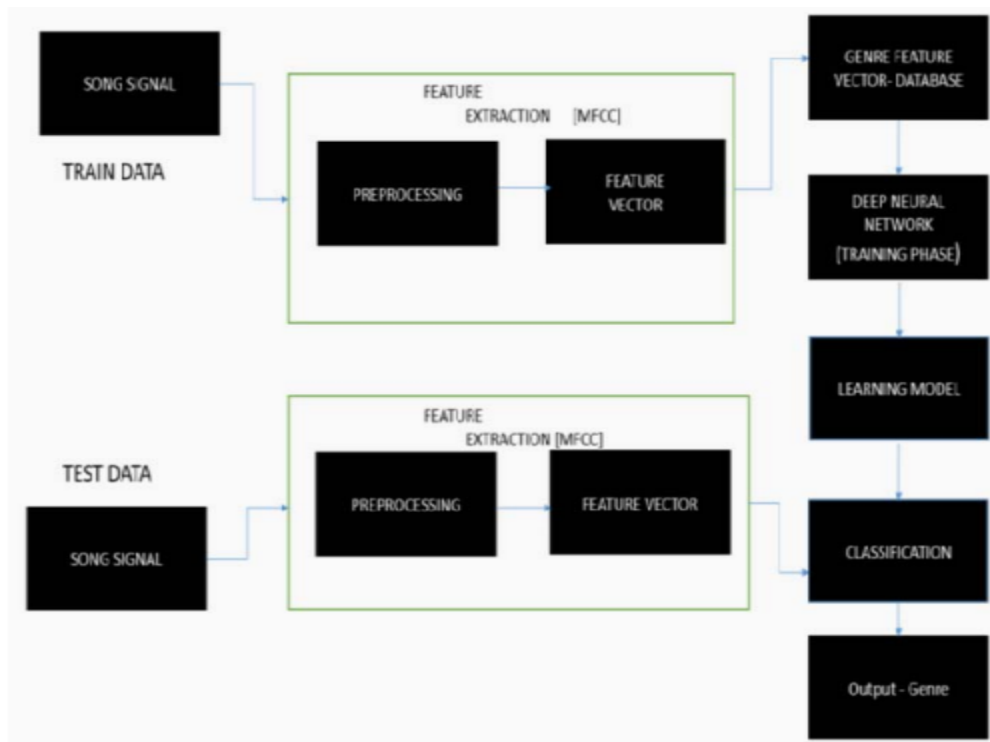 SONG SIGNAL
TRAIN DATA
FEATURE
EXTRACTION [MFCC]
PREPROCESSING
FEATURE
VECTOR
GENRE FEATURE
VECTOR- DATABASE
DEEP NEURAL
NETWORK
(TRAINING PHASE)
LEARNING MODEL
TEST DATA
SONG SIGNAL
FEATURE
EXTRACTION [MFCC]
PREPROCESSING
FEATURE VECTOR
CLASSIFICATION
Output - Genre